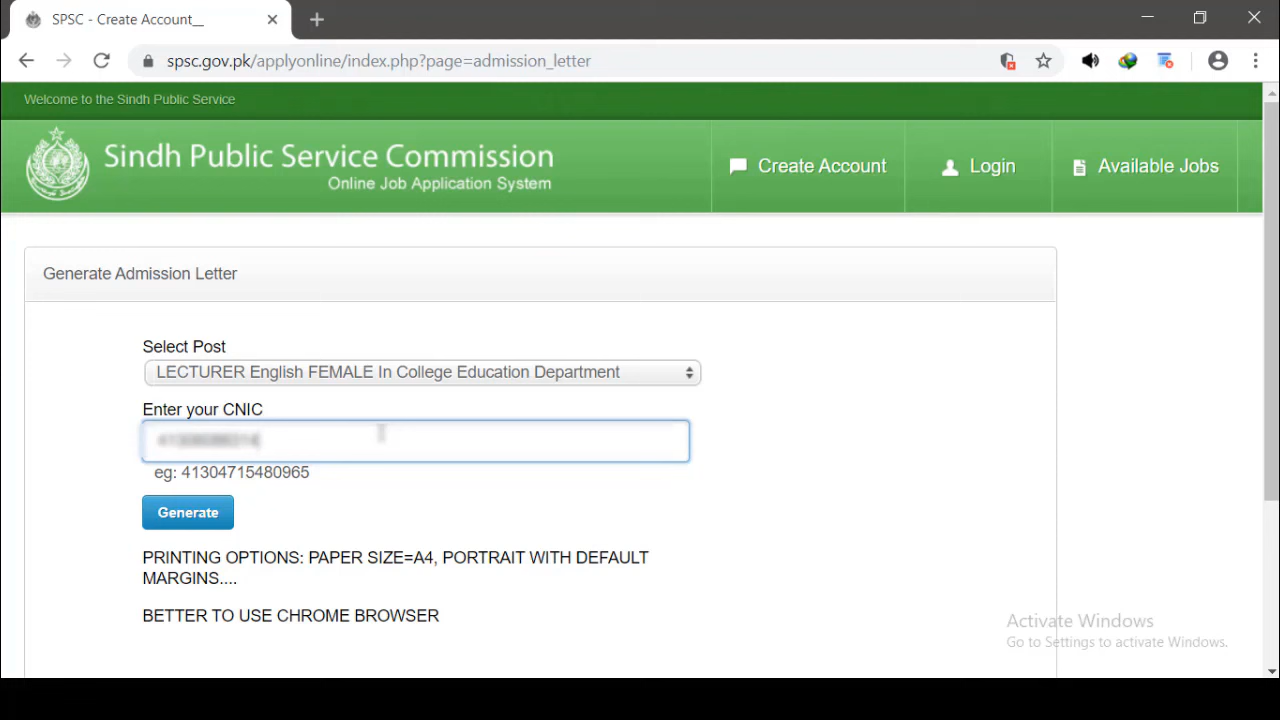 SPSC - Create Account__
spsc.gov.pk/applyonline/index.php?page=admission_letter
Welcome to the Sindh Public Service
Sindh Public Service Commission
Online Job Application System
Create Account
Login
Available Jobs
Generate Admission Letter
Select Post
LECTURER English FEMALE In College Education Department
Enter your CNIC
eg: 41304715480965
Generate
PRINTING OPTIONS: PAPER SIZE=A4, PORTRAIT WITH DEFAULT
MARGINS....
BETTER TO USE CHROME BROWSER
Activate Windows
Go to Settings to activate Windows.